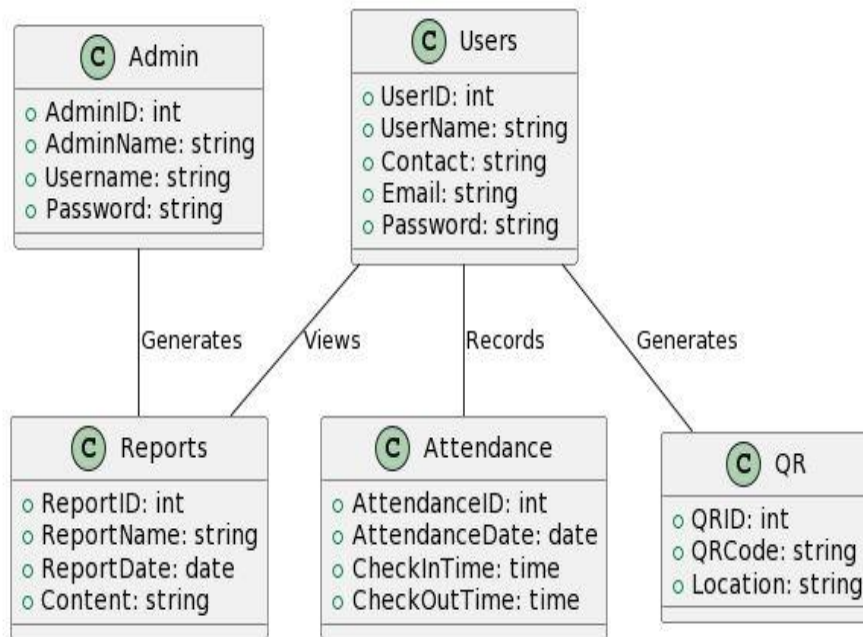 C Admin
+ AdminID: int
+ AdminName: string
+ Username: string
+ Password: string
C Users
+ UserID: int
+ UserName: string
+ Contact: string
+ Email: string
+ Password: string
Generates
Views
Records
Generates
C Reports
+ ReportID: int
+ ReportName: string
+ ReportDate: date
+ Content: string
C Attendance
+ AttendanceID: int
+ AttendanceDate: date
+ CheckInTime: time
+ CheckOutTime: time
C QR
+ QRID: int
+ QRCode: string
+ Location: string